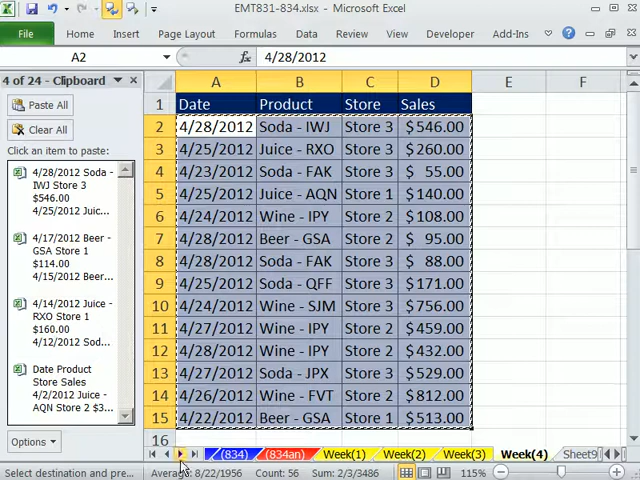 EMT831-834.xlsx - Microsoft Excel
File Home Insert Page Layout Formulas Data Review View Developer Add-Ins
A2 fx 4/28/2012
4 of 24 - Clipboard
Paste All
Clear All
Click an item to paste:
4/28/2012 Soda -
IWJ Store 3
$546.00
4/25/2012 Juic...
4/17/2012 Beer -
GSA Store 1
$114.00
4/15/2012 Beer...
4/14/2012 Juice -
RXO Store 1
$160.00
4/12/2012 Soda...
Date Product
Store Sales
4/2/2012 Juice -
AQN Store 2 $3...
Options
A B C D E F
1 Date Product Store Sales
2 4/28/2012 Soda - IWJ Store 3 $546.00
3 4/25/2012 Juice - RXO Store 3 $260.00
4 4/23/2012 Soda - FAK Store 3 $ 55.00
5 4/25/2012 Juice - AQN Store 1 $140.00
6 4/24/2012 Wine - IPY Store 2 $108.00
7 4/28/2012 Beer - GSA Store 2 $ 95.00
8 4/28/2012 Soda - FAK Store 3 $ 88.00
9 4/25/2012 Soda - QFF Store 3 $171.00
10 4/24/2012 Wine - SJM Store 3 $756.00
11 4/27/2012 Wine - IPY Store 2 $459.00
12 4/28/2012 Wine - IPY Store 2 $432.00
13 4/27/2012 Soda - JPX Store 3 $529.00
14 4/26/2012 Wine - FVT Store 2 $812.00
15 4/22/2012 Beer - GSA Store 1 $513.00
16
(834) (834an) Week(1) Week(2) Week(3) Week(4) Sheet9
Select destination and pre... Average: 8/22/1956 Count: 56 Sum: 2/3/3486 115%